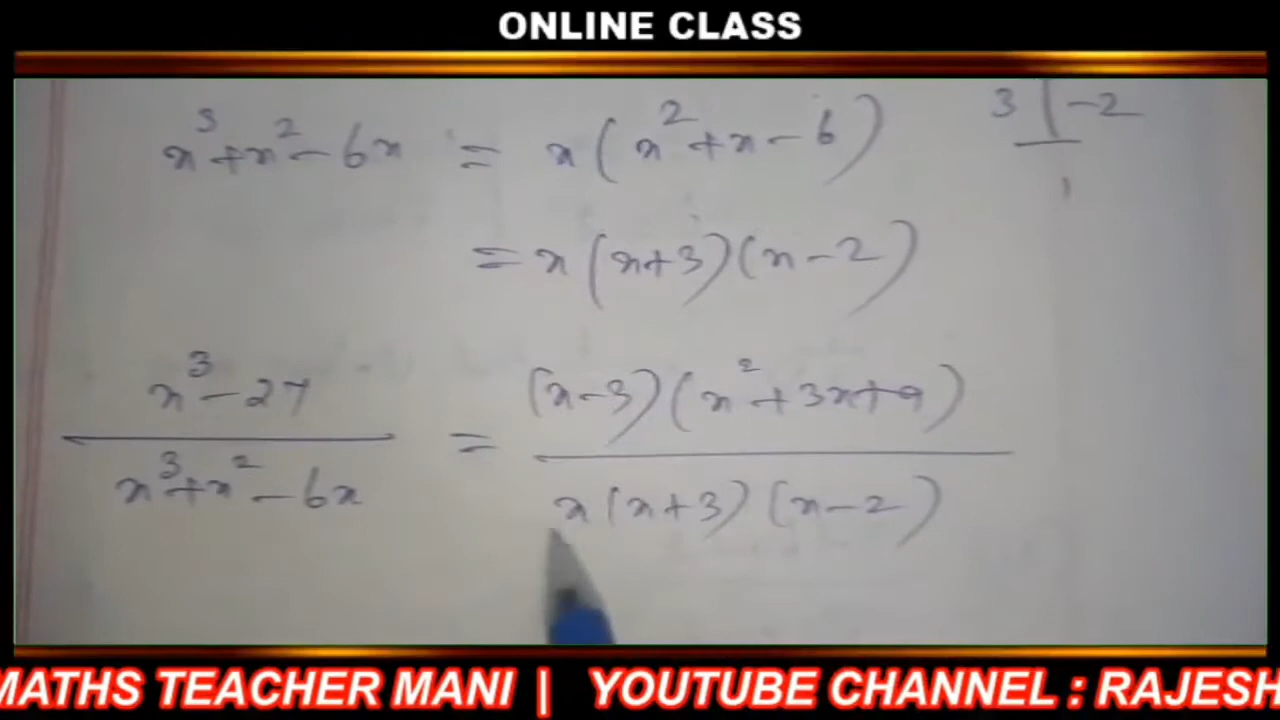 ONLINE CLASS
x³+x²-6x = x(x²+x-6)
3 | -2
1
= x(x+3)(x-2)
x³-27 / x³+x²-6x = (x-3)(x²+3x+9) / x(x+3)(x-2)
MATHS TEACHER MANI | YOUTUBE CHANNEL : RAJESH